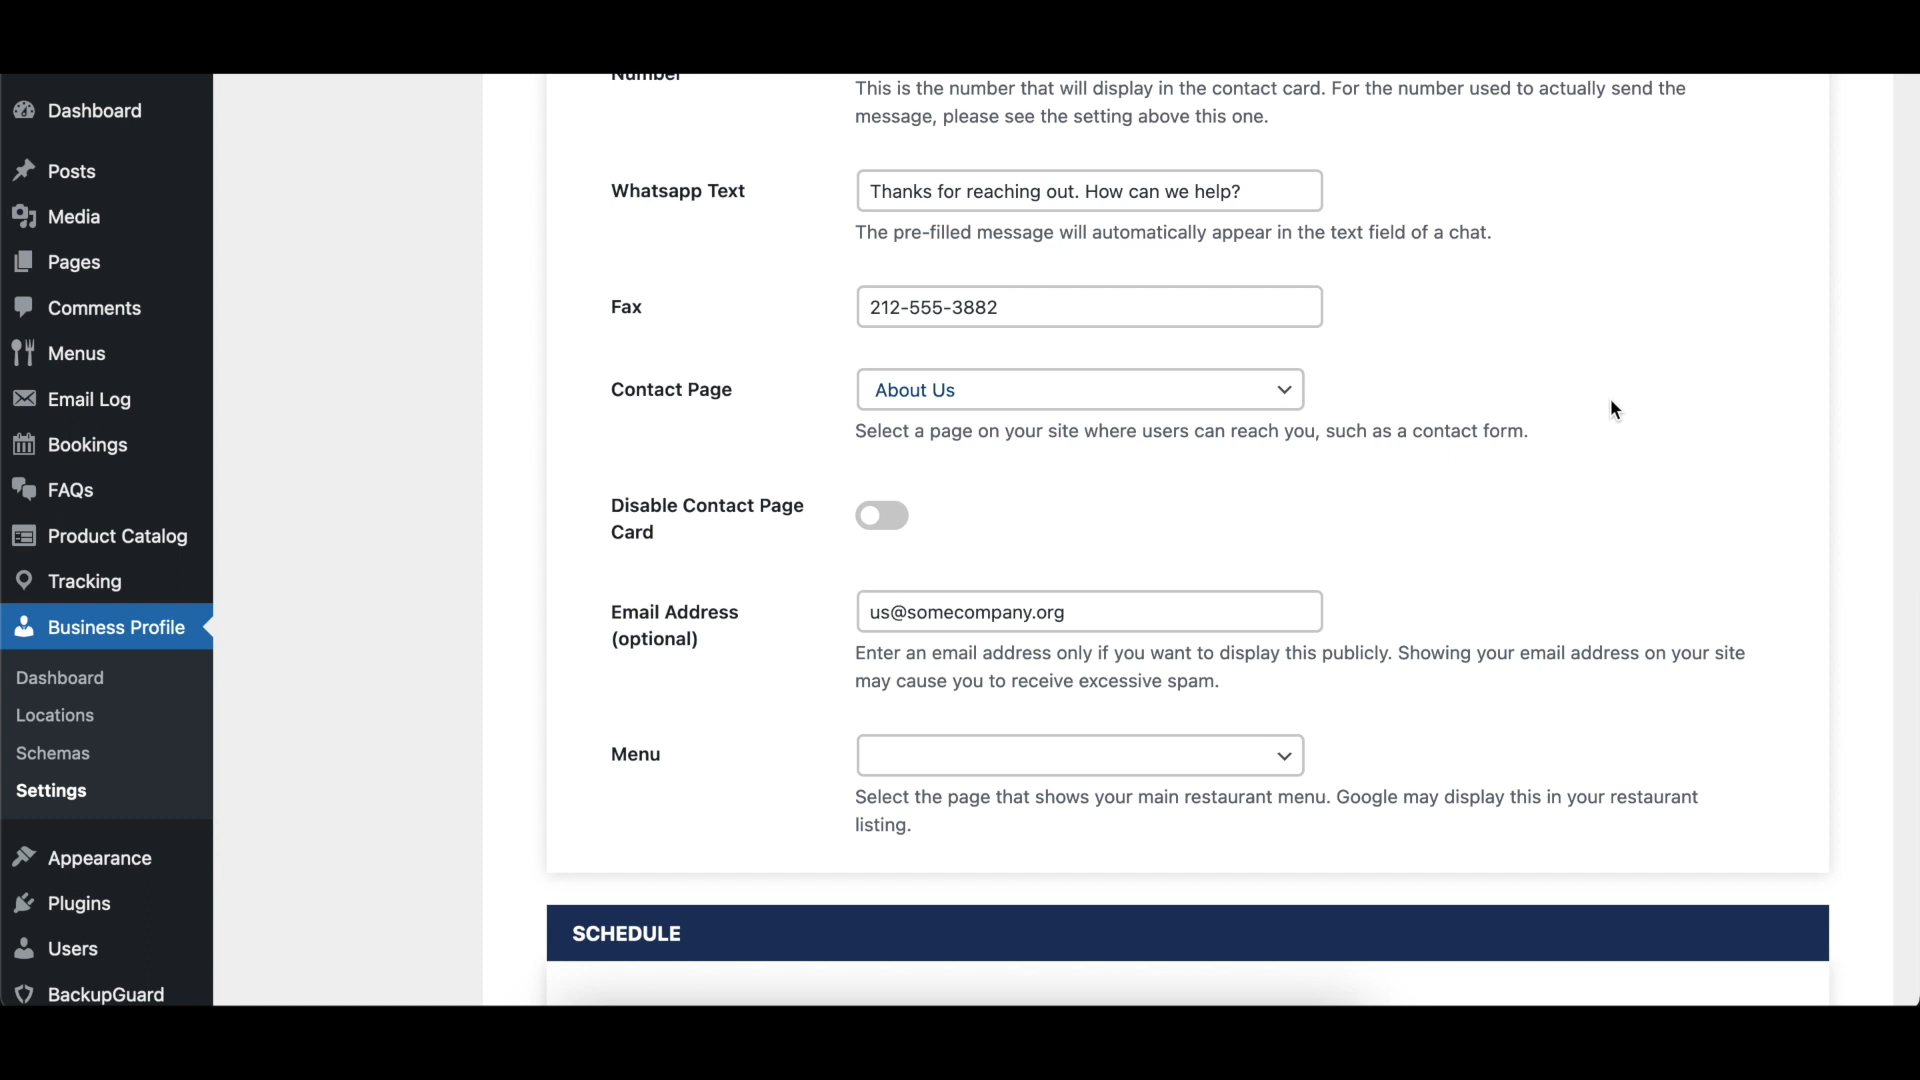 Dashboard
Posts
Media
Pages
Comments
Menus
Email Log
Bookings
FAQs
Product Catalog
Tracking
Business Profile
Dashboard
Locations
Schemas
Settings
Appearance
Plugins
Users
BackupGuard
Number
This is the number that will display in the contact card. For the number used to actually send the
message, please see the setting above this one.
Whatsapp Text
Thanks for reaching out. How can we help?
The pre-filled message will automatically appear in the text field of a chat.
Fax
212-555-3882
Contact Page
About Us
Select a page on your site where users can reach you, such as a contact form.
Disable Contact Page
Card
Email Address
(optional)
us@somecompany.org
Enter an email address only if you want to display this publicly. Showing your email address on your site
may cause you to receive excessive spam.
Menu
Select the page that shows your main restaurant menu. Google may display this in your restaurant
listing.
SCHEDULE